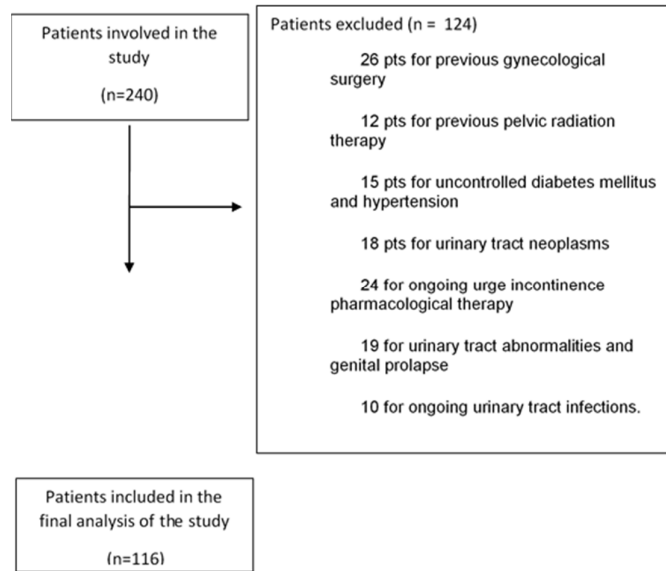 Patients involved in the
study
(n=240)
Patients excluded (n = 124)
26 pts for previous gynecological
surgery
12 pts for previous pelvic radiation
therapy
15 pts for uncontrolled diabetes mellitus
and hypertension
18 pts for urinary tract neoplasms
24 for ongoing urge incontinence
pharmacological therapy
19 for urinary tract abnormalities and
genital prolapse
10 for ongoing urinary tract infections.
Patients included in the
final analysis of the study
(n=116)